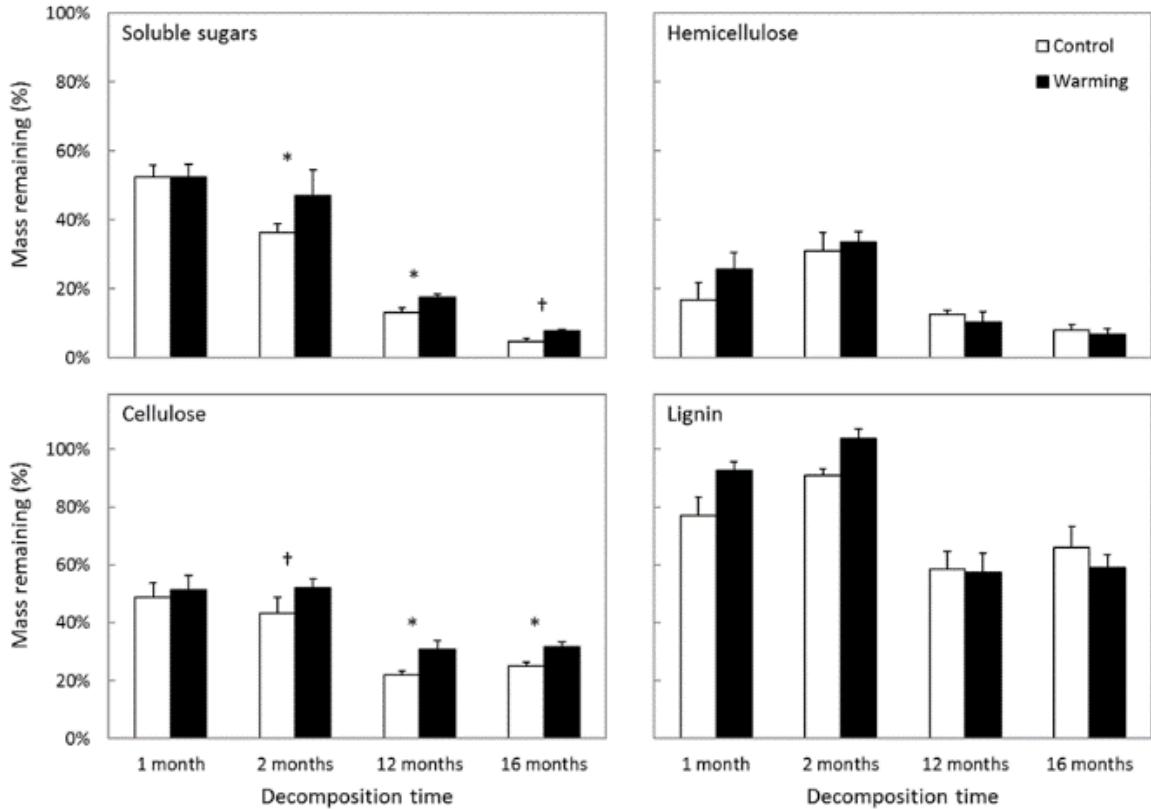 100%
80%
60%
40%
20%
0%
Mass remaining (%)
Soluble sugars
*
*
†
Hemicellulose
Control
Warming
100%
80%
60%
40%
20%
0%
Mass remaining (%)
Cellulose
†
*
*
1 month
2 months
12 months
16 months
Decomposition time
Lignin
1 month
2 months
12 months
16 months
Decomposition time